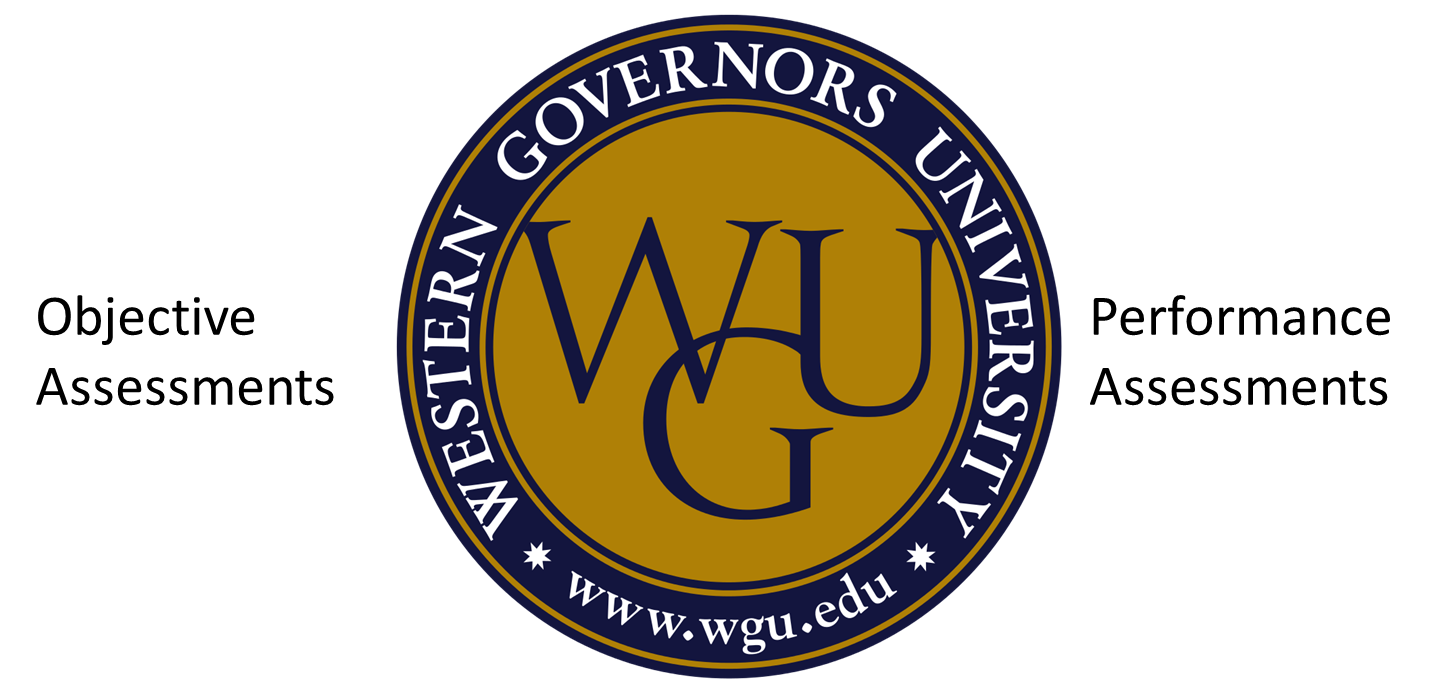 Objective
Assessments
WESTERN GOVERNORS UNIVERSITY
WGU
www.wgu.edu
Performance
Assessments